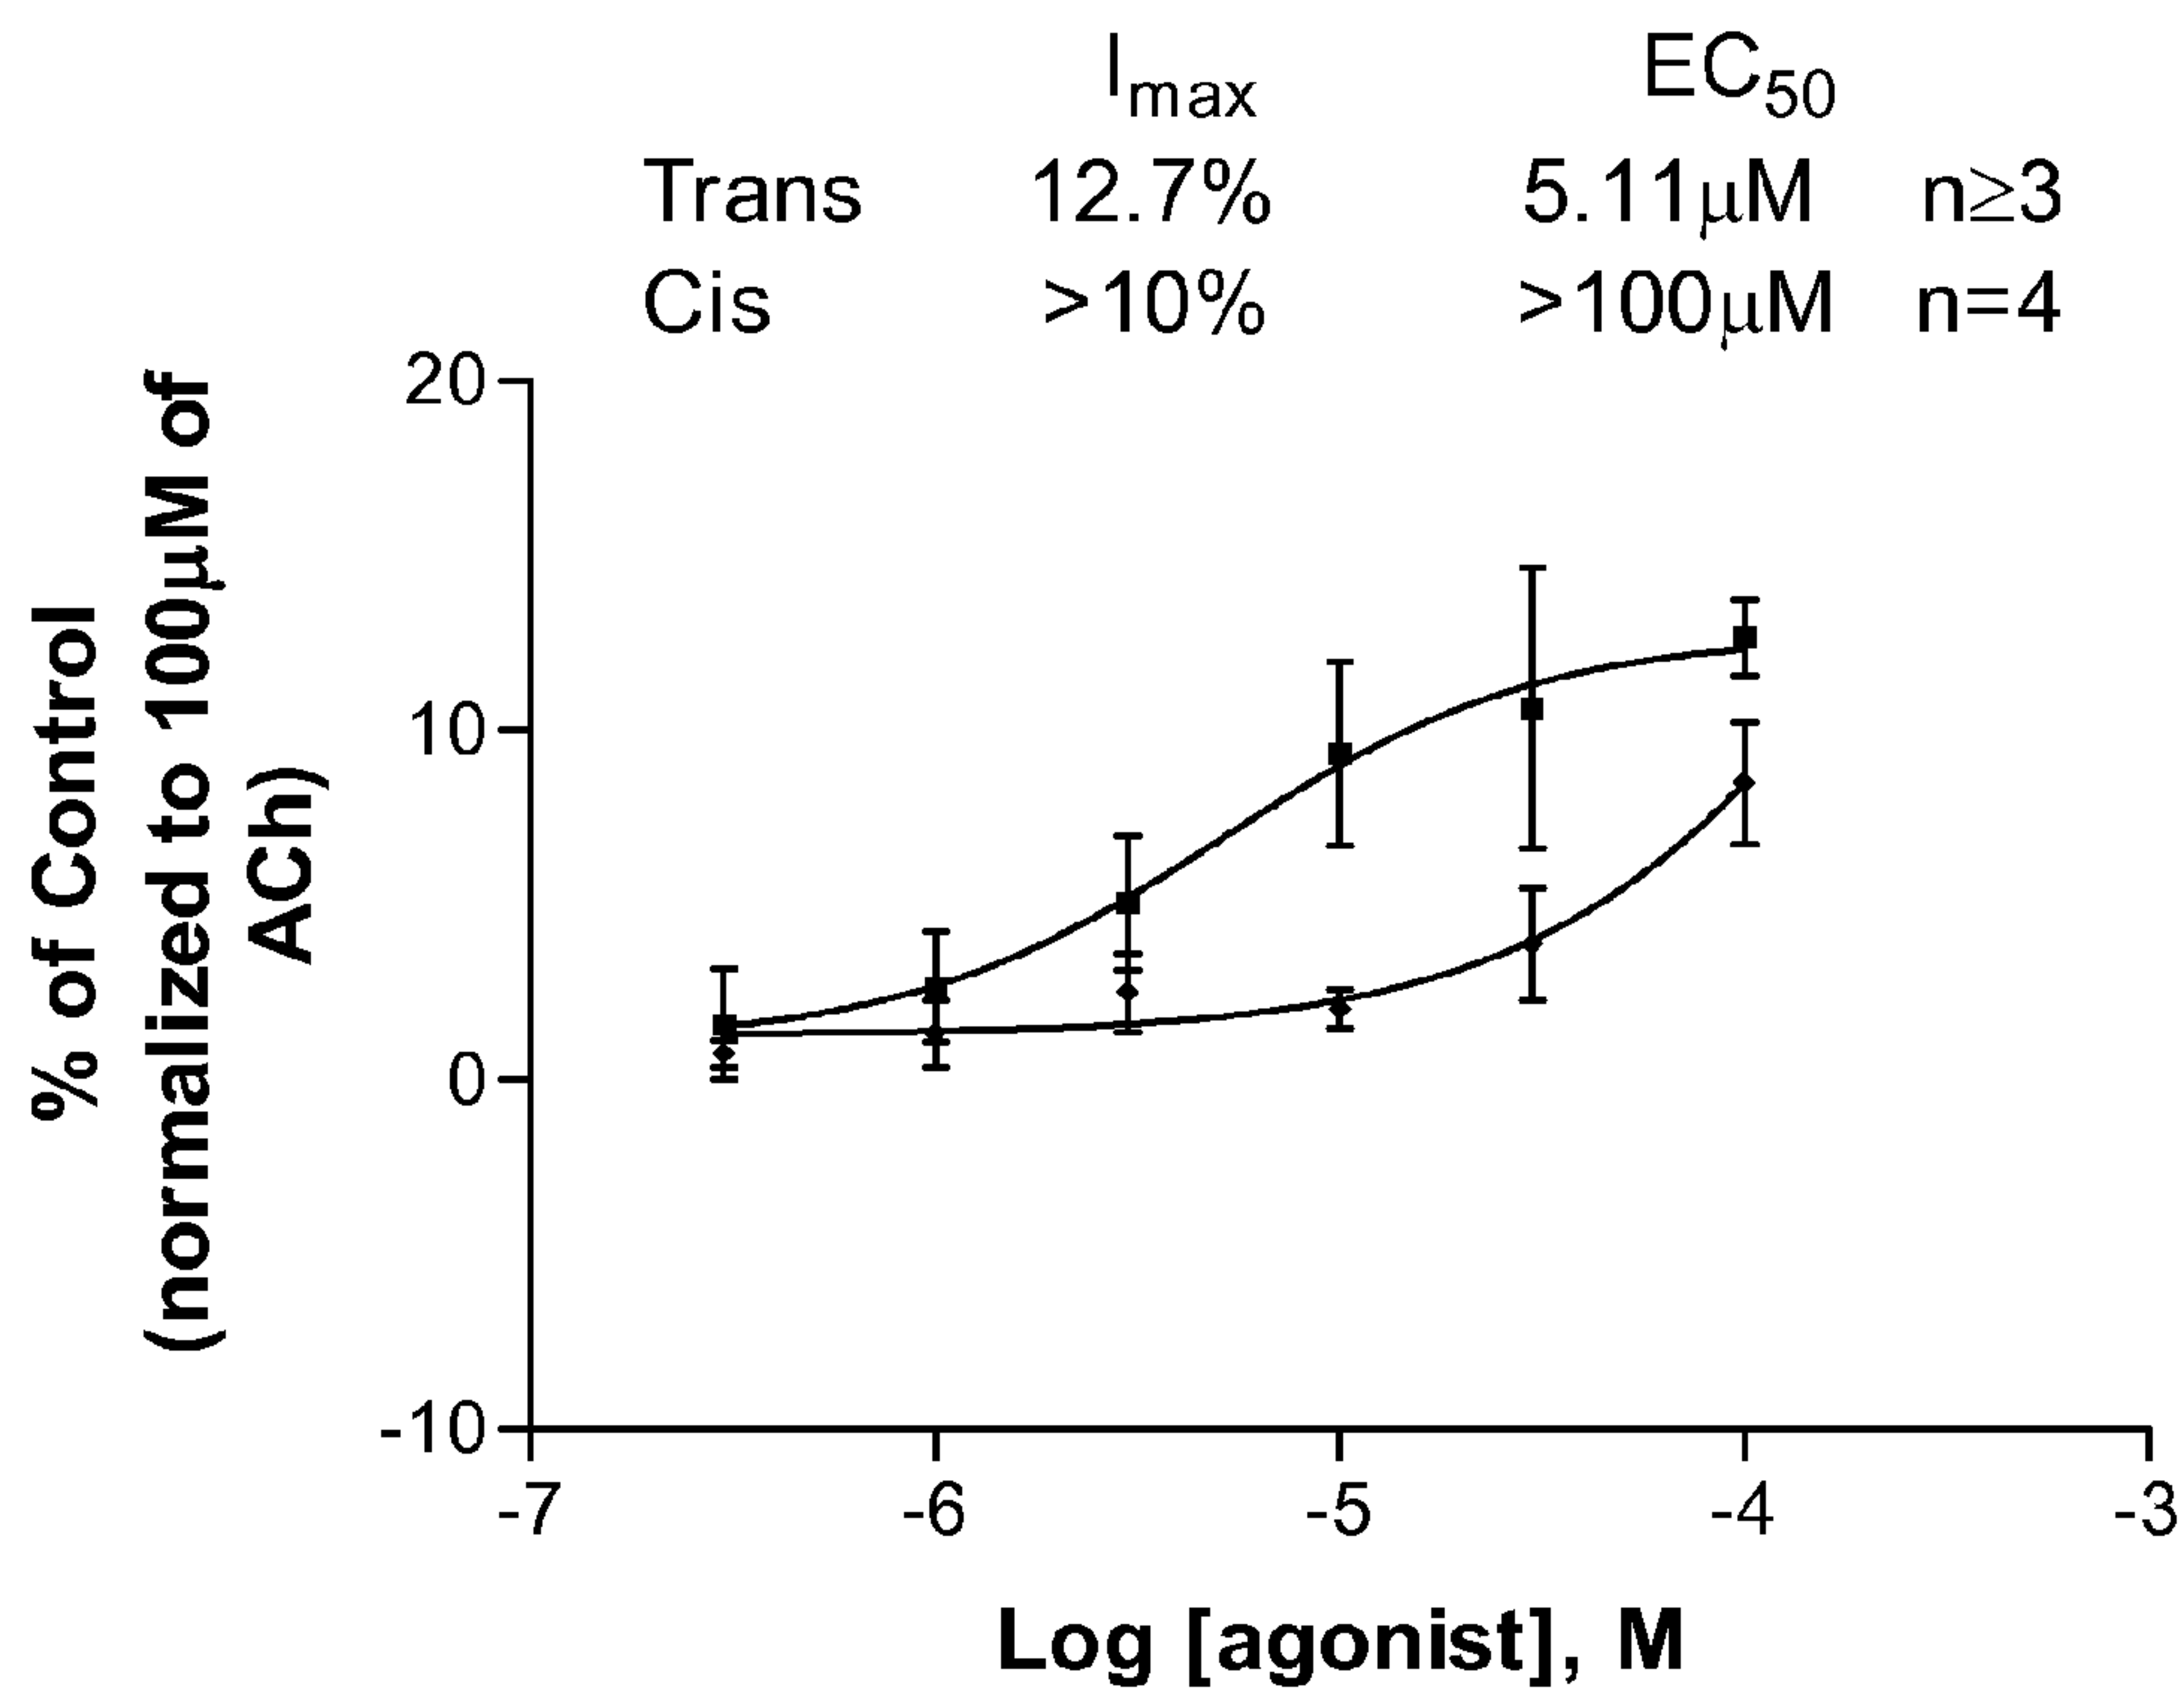 Imax EC50
Trans 12.7% 5.11μM n≥3
Cis >10% >100μM n=4
% of Control
(normalized to 100μM of
ACh)
20
10
0
-10
-7 -6 -5 -4 -3
Log [agonist], M